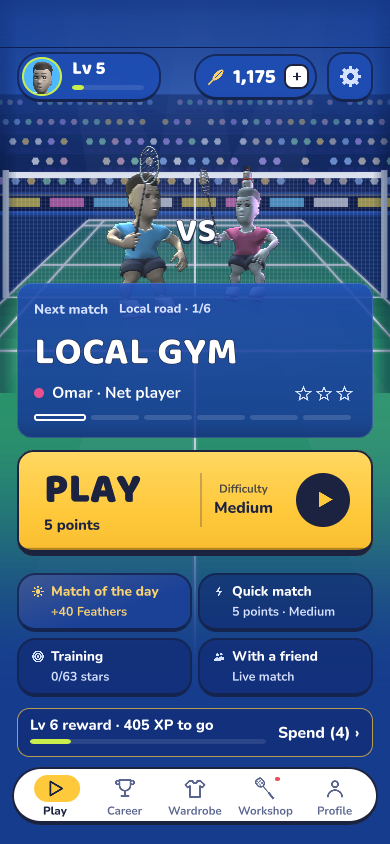 Lv 5
1,175 +
VS
Next match Local road · 1/6
LOCAL GYM
Omar · Net player
PLAY
5 points
Difficulty
Medium
Match of the day
+40 Feathers
Quick match
5 points · Medium
Training
0/63 stars
With a friend
Live match
Lv 6 reward · 405 XP to go
Spend (4) ›
Play
Career
Wardrobe
Workshop
Profile